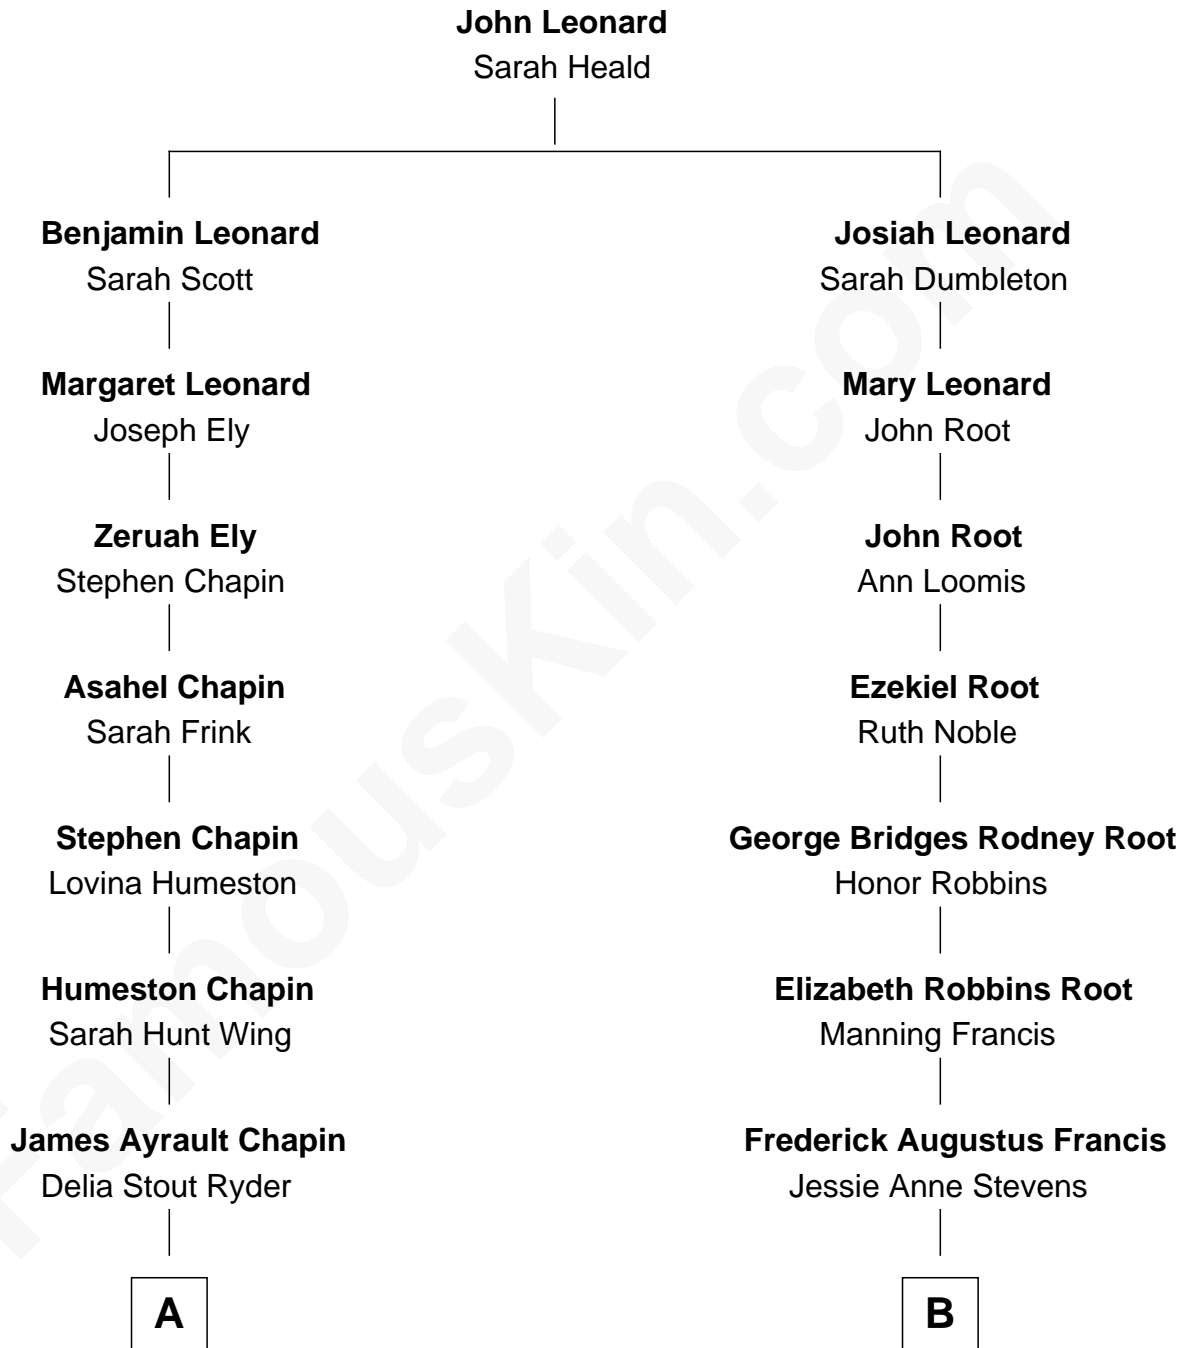 John Leonard
Sarah Heald
Benjamin Leonard
Sarah Scott
Josiah Leonard
Sarah Dumbleton
Margaret Leonard
Joseph Ely
Mary Leonard
John Root
Zeruah Ely
Stephen Chapin
John Root
Ann Loomis
Asahel Chapin
Sarah Frink
Ezekiel Root
Ruth Noble
Stephen Chapin
Lovina Humeston
George Bridges Rodney Root
Honor Robbins
Humeston Chapin
Sarah Hunt Wing
Elizabeth Robbins Root
Manning Francis
James Ayrault Chapin
Delia Stout Ryder
Frederick Augustus Francis
Jessie Anne Stevens
A
B
FamousKin.com